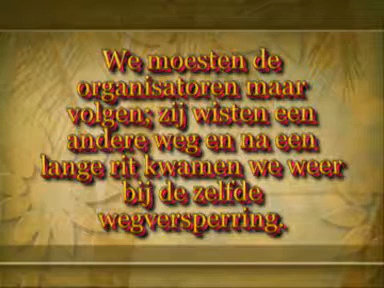 We moesten de
organisatoren maar
volgen; zij wisten een
andere weg en na een
lange rit kwamen we weer
bij de zelfde
wegversperring.